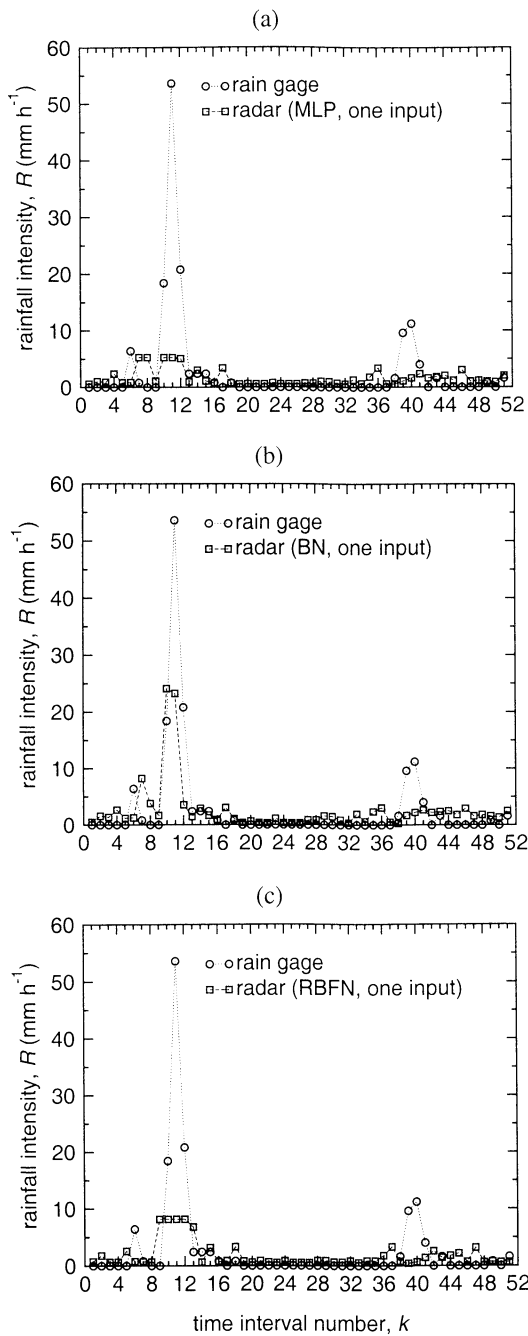 (a)
60
50
40
30
20
10
0
rainfall intensity, R (mm h-1)
rain gage
radar (MLP, one input)
0 4 8 12 16 20 24 28 32 36 40 44 48 52
(b)
60
50
40
30
20
10
0
rainfall intensity, R (mm h-1)
rain gage
radar (BN, one input)
0 4 8 12 16 20 24 28 32 36 40 44 48 52
(c)
60
50
40
30
20
10
0
rainfall intensity, R (mm h-1)
rain gage
radar (RBFN, one input)
0 4 8 12 16 20 24 28 32 36 40 44 48 52
time interval number, k